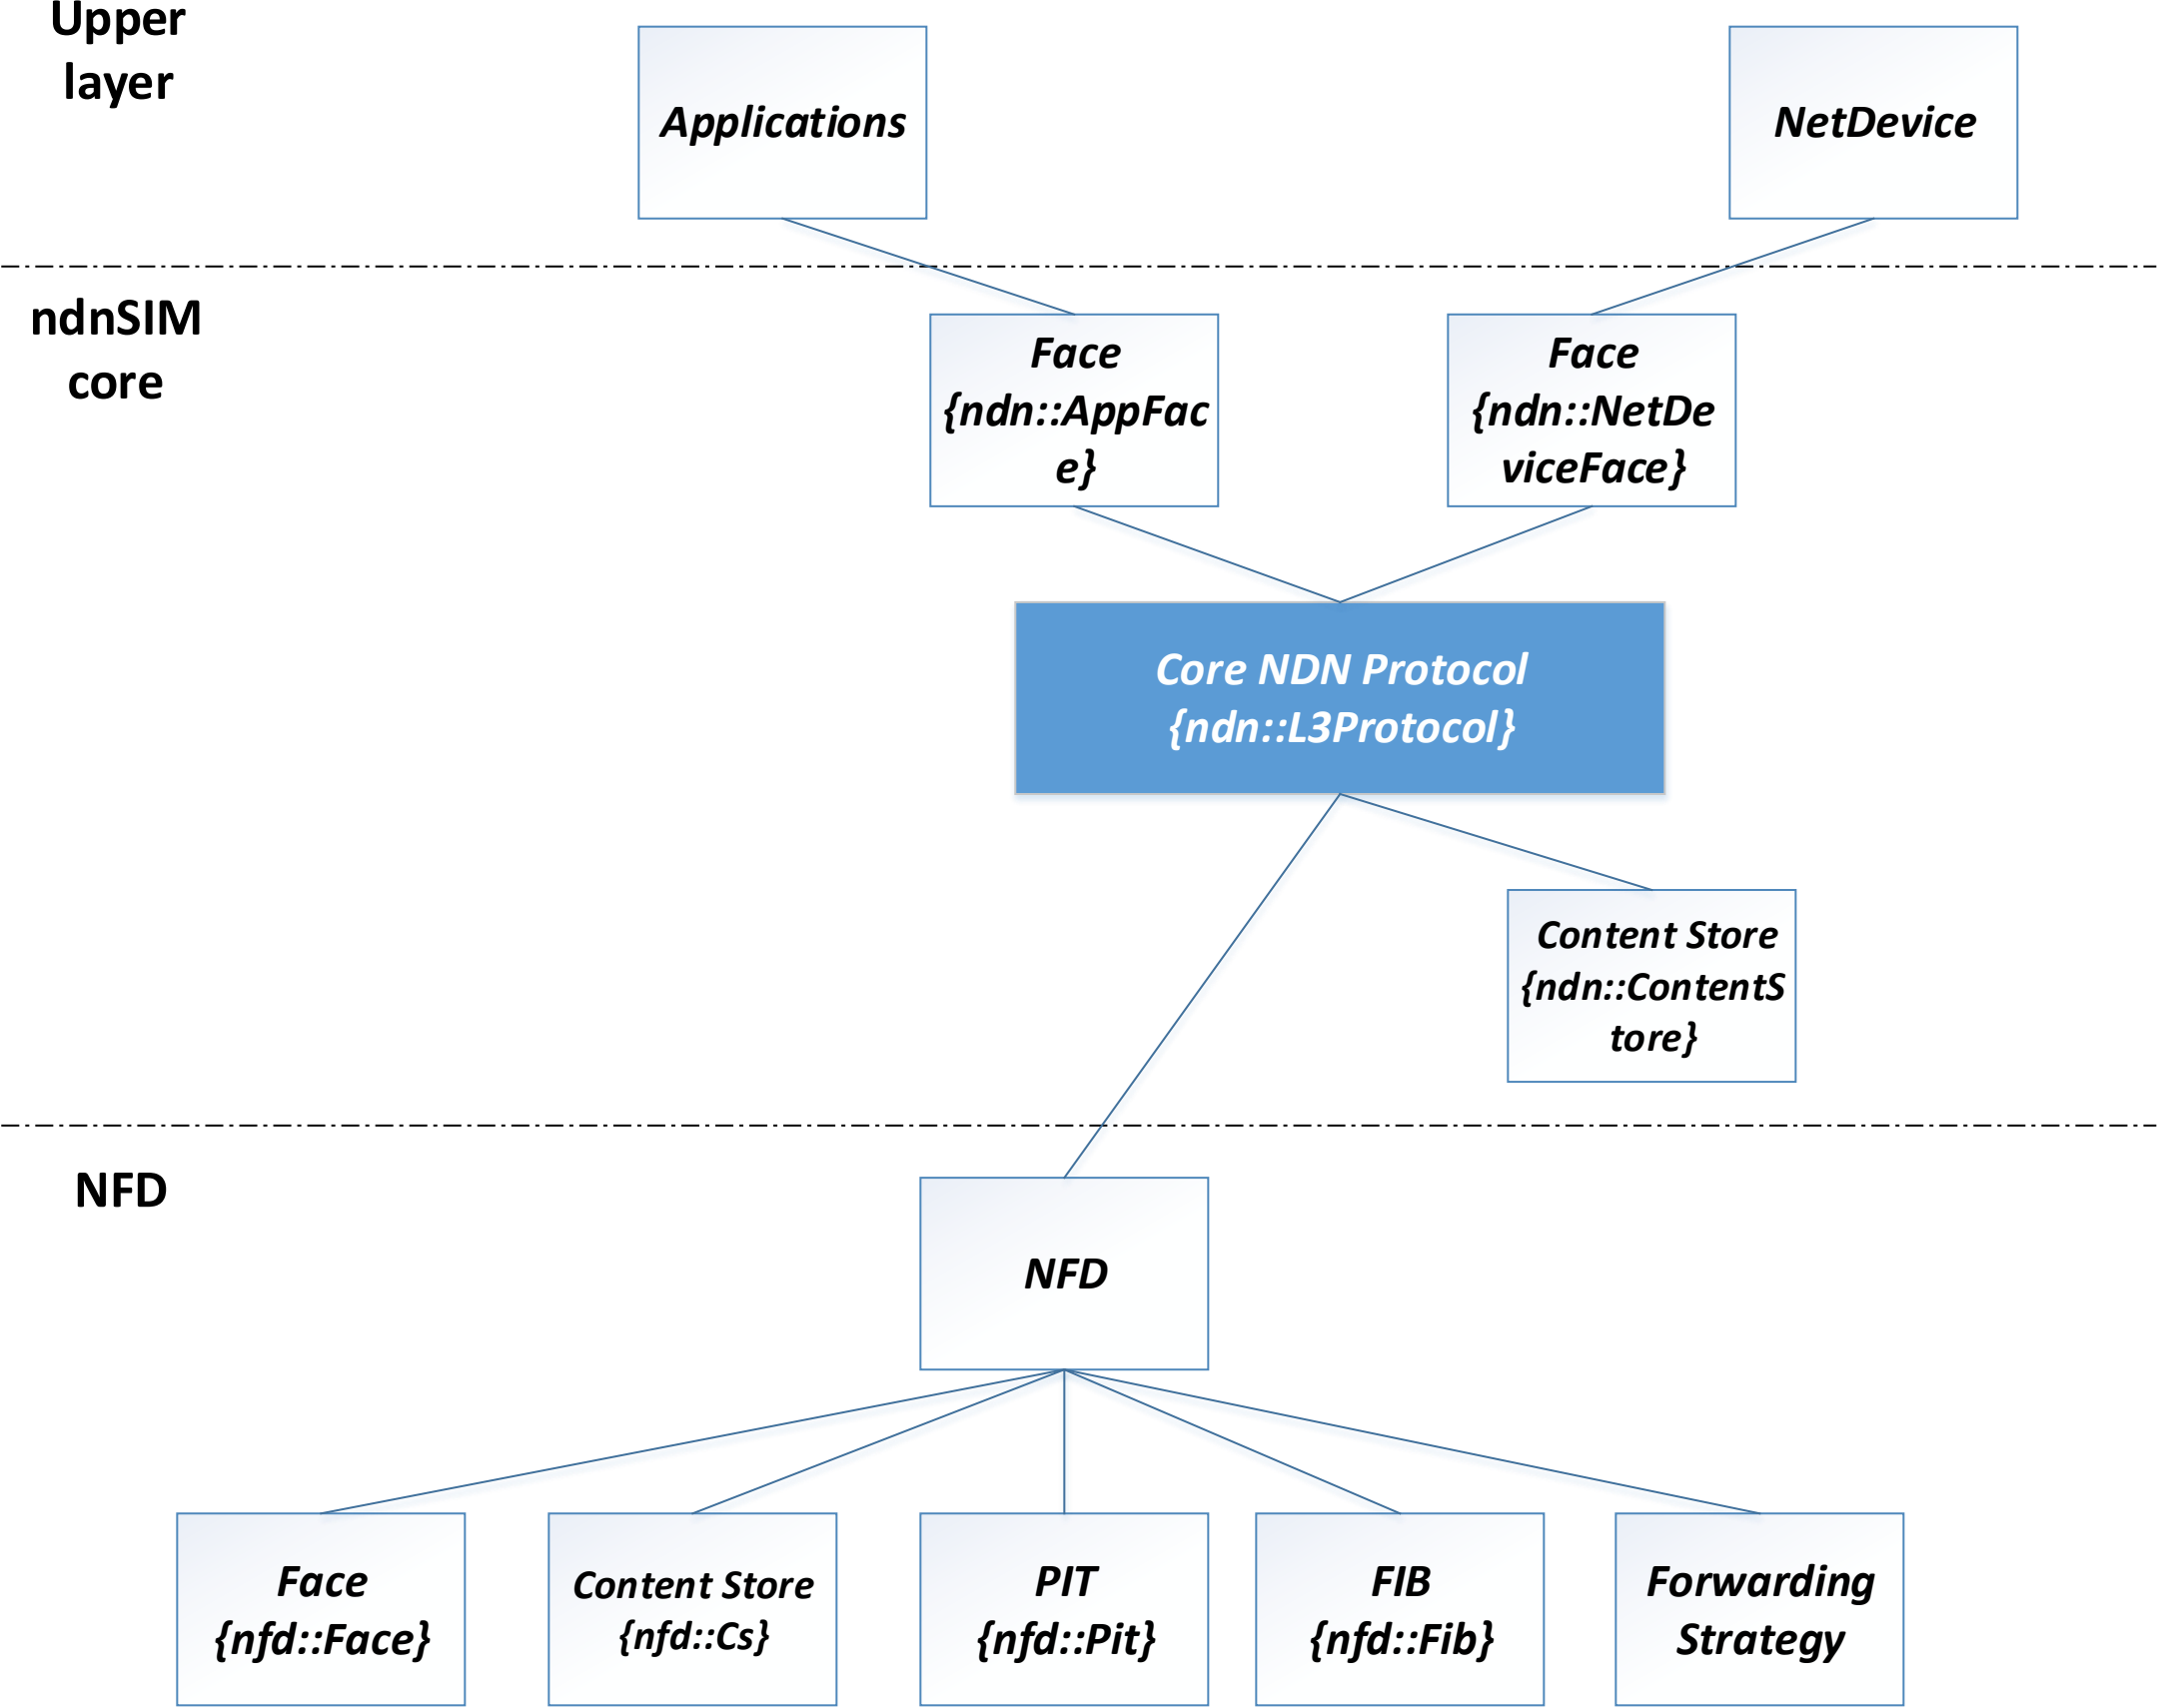 Upper
layer
Applications
NetDevice
ndnSIM
core
Face
{ndn::AppFac
e}
Face
{ndn::NetDe
viceFace}
Core NDN Protocol
{ndn::L3Protocol}
Content Store
{ndn::ContentS
tore}
NFD
NFD
Face
{nfd::Face}
Content Store
{nfd::Cs}
PIT
{nfd::Pit}
FIB
{nfd::Fib}
Forwarding
Strategy